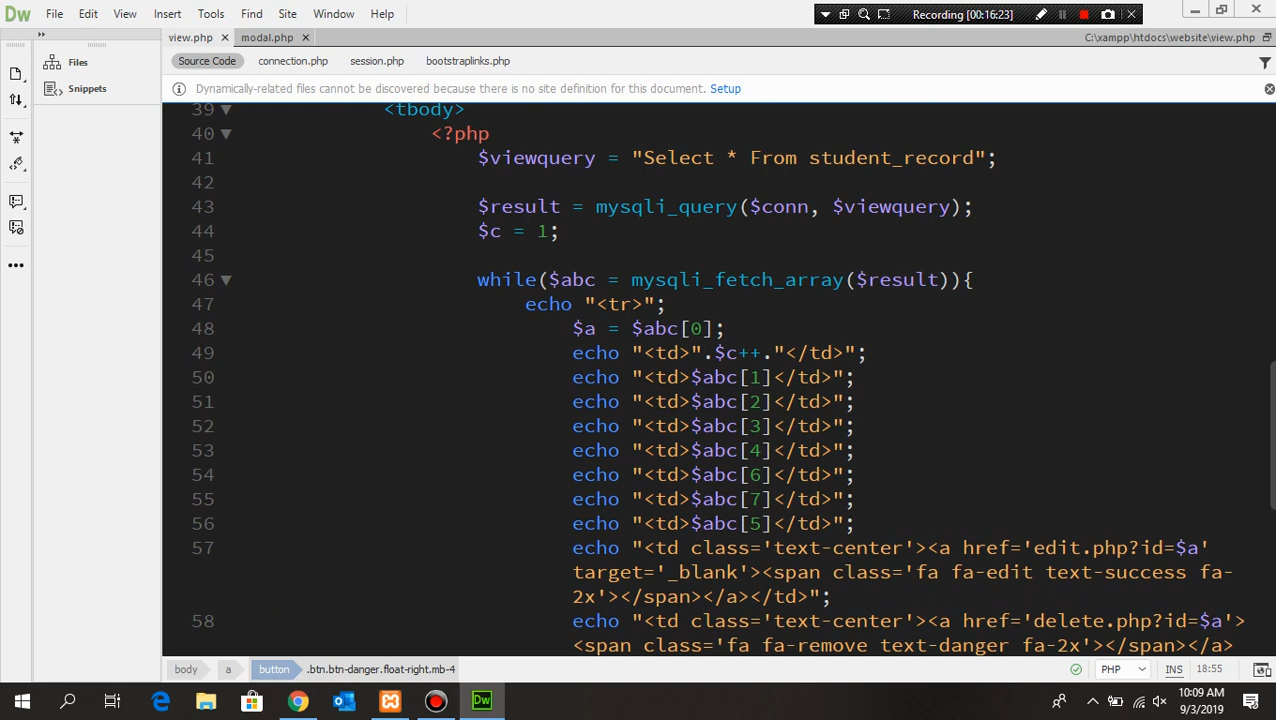 Dw File Edit View Insert Tools Find Site Window Help Recording [00:16:23]
view.php modal.php C:\xampp\htdocs\website\view.php
Source Code connection.php session.php bootstraplinks.php
Dynamically-related files cannot be discovered because there is no site definition for this document. Setup
Files
Snippets
39 <tbody>
40 <?php
41 $viewquery = "Select * From student_record";
42
43 $result = mysqli_query($conn, $viewquery);
44 $c = 1;
45
46 while($abc = mysqli_fetch_array($result)){
47 echo "<tr>";
48 $a = $abc[0];
49 echo "<td>".$c++."</td>";
50 echo "<td>$abc[1]</td>";
51 echo "<td>$abc[2]</td>";
52 echo "<td>$abc[3]</td>";
53 echo "<td>$abc[4]</td>";
54 echo "<td>$abc[6]</td>";
55 echo "<td>$abc[7]</td>";
56 echo "<td>$abc[5]</td>";
57 echo "<td class='text-center'><a href='edit.php?id=$a'
target='_blank'><span class='fa fa-edit text-success fa-
2x'></span></a></td>";
58 echo "<td class='text-center'><a href='delete.php?id=$a'>
<span class='fa fa-remove text-danger fa-2x'></span></a>
body a button .btn.btn-danger.float-right.mb-4 PHP INS 18:55
Dw 10:09 AM
9/3/2019